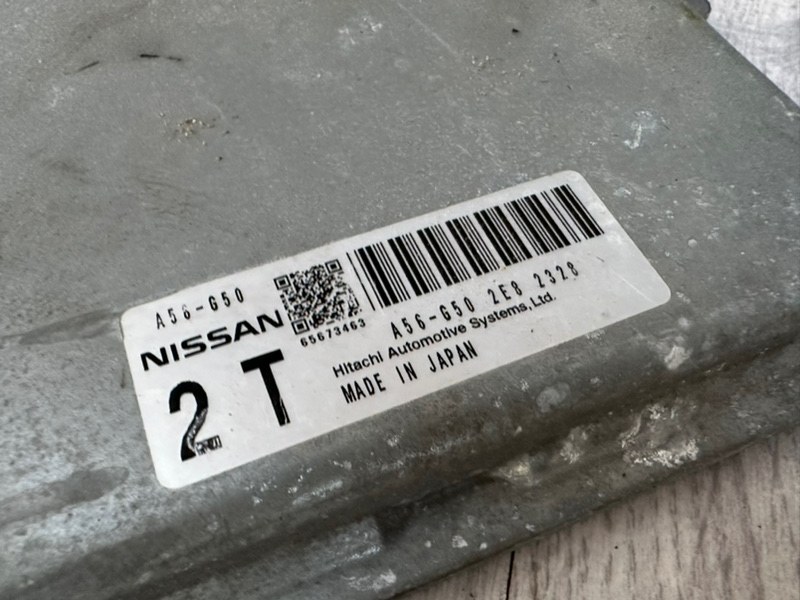 A56-G50
NISSAN
65673463
2 T
A56-G50 2E8 2328
Hitachi Automotive Systems,Ltd.
MADE IN JAPAN